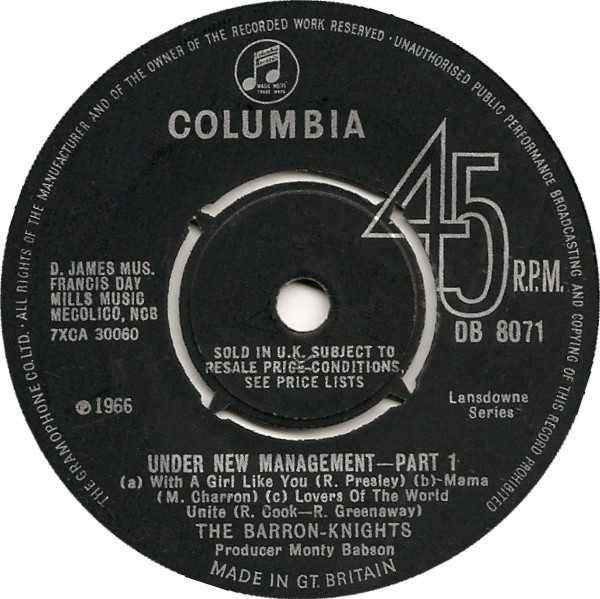 THE GRAMOPHONE CO. LTD. · ALL RIGHTS OF THE MANUFACTURER AND OF THE OWNER OF THE RECORDED WORK RESERVED · UNAUTHORISED PUBLIC PERFORMANCE BROADCASTING AND COPYING OF THIS RECORD PROHIBITED
Columbia
Records
MAGIC NOTES
TRADE MARK
COLUMBIA
45 R.P.M.
D. JAMES MUS.
FRANCIS DAY
MILLS MUSIC
MECOLICO, NCB
7XCA 30060
DB 8071
SOLD IN U.K. SUBJECT TO
RESALE PRICE CONDITIONS,
SEE PRICE LISTS
℗ 1966
Lansdowne
Series
UNDER NEW MANAGEMENT—PART 1
(a) With A Girl Like You (R. Presley) (b) Mama
(M. Charron) (c) Lovers Of The World
Unite (R. Cook—R. Greenaway)
THE BARRON-KNIGHTS
Producer Monty Babson
MADE IN GT. BRITAIN